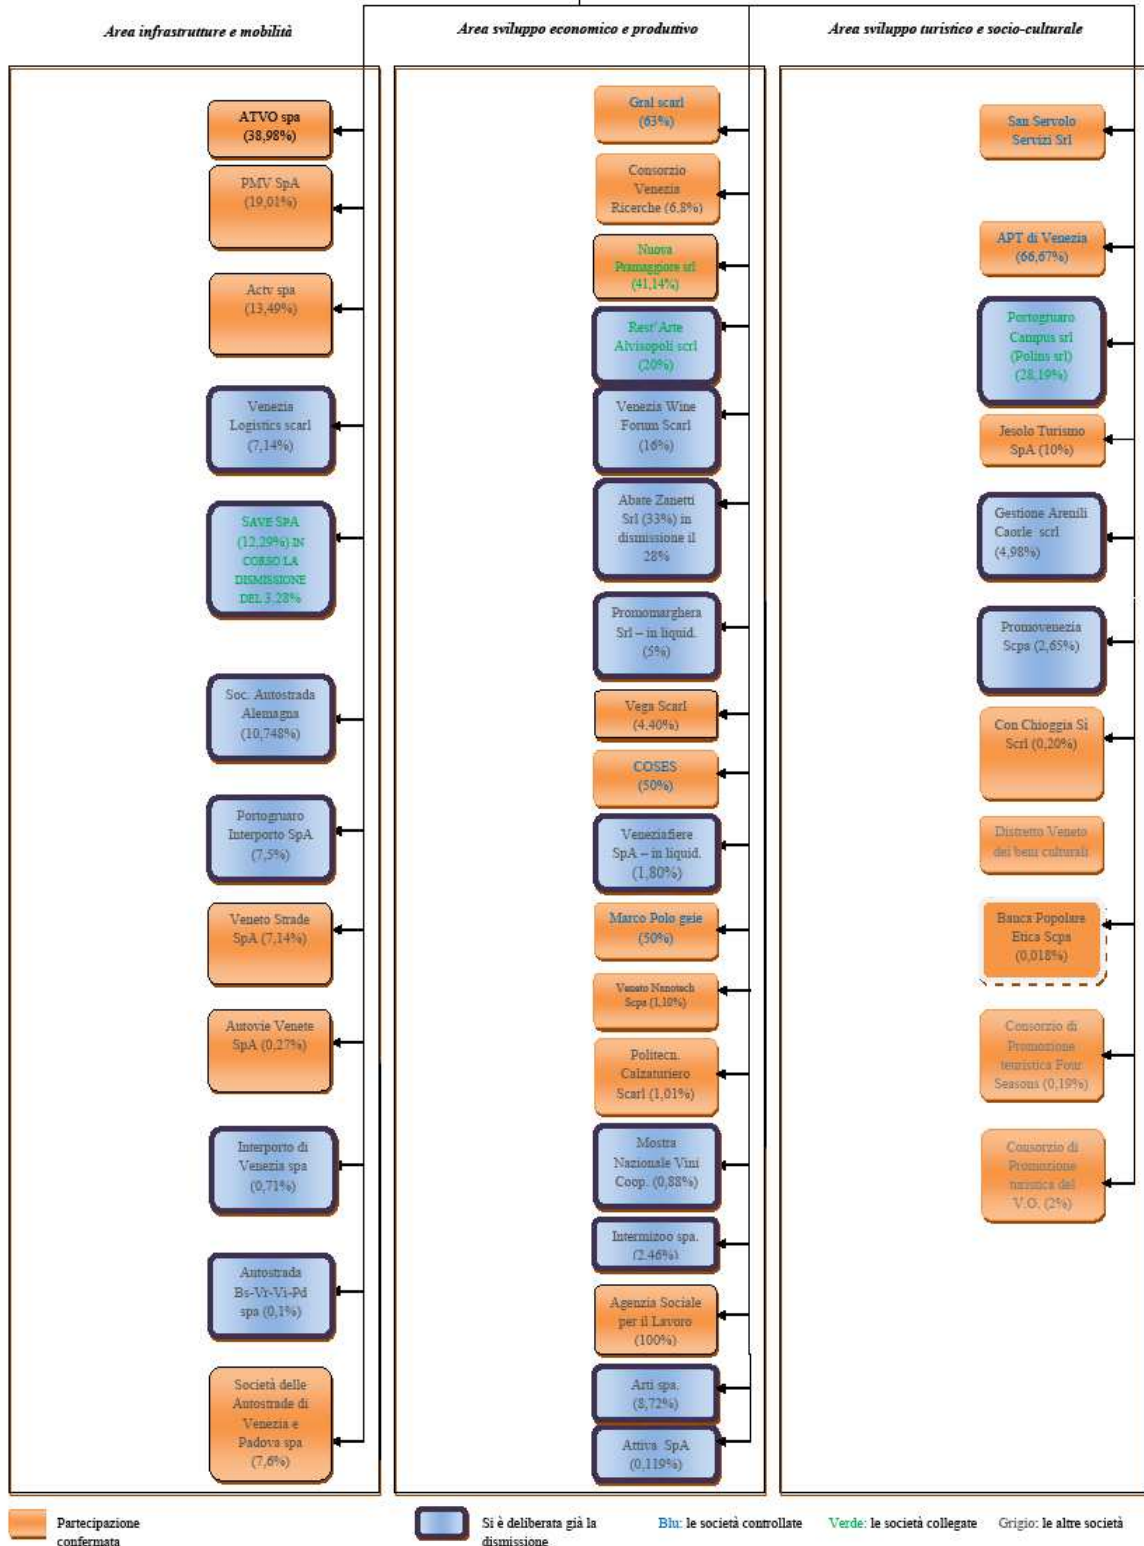 Area infrastrutture e mobilità
ATVO spa
(38,98%)
PMV SpA
(19,01%)
Actv spa
(13,49%)
Venezia
Logistics scarl
(7,14%)
SAVE SPA
(12,29%) IN
CORSO LA
DISMISSIONE
DEL 3,28%
Soc. Autostrada
Alemagna
(10,748%)
Portogruaro
Interporto SpA
(7,5%)
Veneto Strade
SpA (7,14%)
Autovie Venete
SpA (0,27%)
Interporto di
Venezia spa
(0,71%)
Autostrada
Bs-Vr-Vi-Pd
spa (0,1%)
Società delle
Autostrade di
Venezia e
Padova spa
(7,6%)
Area sviluppo economico e produttivo
Gral scarl
(63%)
Consorzio
Venezia
Ricerche (6,8%)
Nuova
Pramaggiore srl
(41,14%)
Rest'Arte
Alvisopoli scrl
(20%)
Venezia Wine
Forum Scarl
(16%)
Abate Zanetti
Srl (33%) in
dismissione il
28%
Promomarghera
Srl – in liquid.
(5%)
Vega Scarl
(4,40%)
COSES
(50%)
Veneziafiere
SpA – in liquid.
(1,80%)
Marco Polo geie
(50%)
Veneto Nanotech
Scpa (1,10%)
Politecn.
Calzaturiero
Scarl (1,01%)
Mostra
Nazionale Vini
Coop. (0,88%)
Intermizoo spa.
(2,46%)
Agenzia Sociale
per il Lavoro
(100%)
Arti spa.
(8,72%)
Attiva SpA
(0,119%)
Area sviluppo turistico e socio-culturale
San Servolo
Servizi Srl
APT di Venezia
(66,67%)
Portogruaro
Campus srl
(Polins srl)
(28,19%)
Jesolo Turismo
SpA (10%)
Gestione Arenili
Caorle scrl
(4,98%)
Promovenezia
Scpa (2,65%)
Con Chioggia Sì
Scrl (0,20%)
Distretto Veneto
dei beni culturali
Banca Popolare
Etica Scpa
(0,018%)
Consorzio di
Promozione
teuristica Four
Seasons (0,19%)
Consorzio di
Promozione
turistica del
V.O. (2%)
Partecipazione
confermata
Si è deliberata già la
dismissione
Blu: le società controllate
Verde: le società collegate
Grigio: le altre società